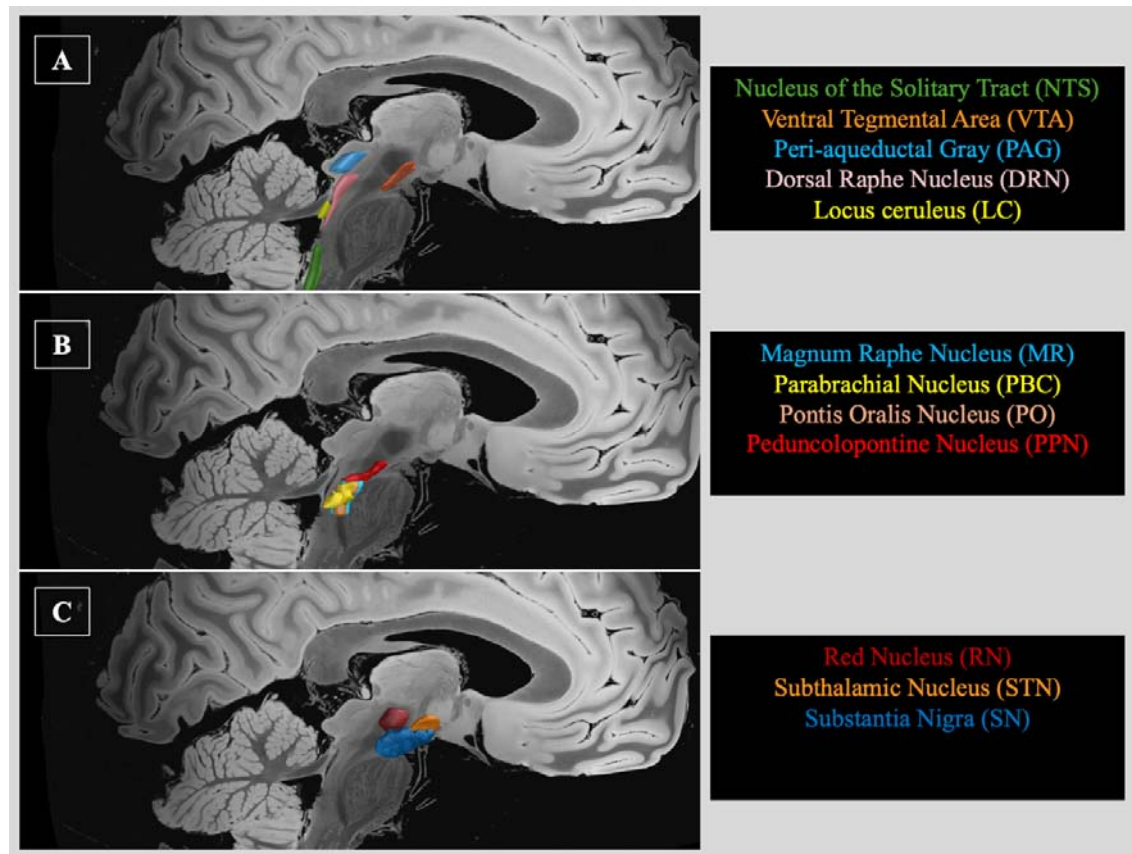 A
Nucleus of the Solitary Tract (NTS)
Ventral Tegmental Area (VTA)
Peri-aqueductal Gray (PAG)
Dorsal Raphe Nucleus (DRN)
Locus ceruleus (LC)
B
Magnum Raphe Nucleus (MR)
Parabrachial Nucleus (PBC)
Pontis Oralis Nucleus (PO)
Peduncolopontine Nucleus (PPN)
C
Red Nucleus (RN)
Subthalamic Nucleus (STN)
Substantia Nigra (SN)